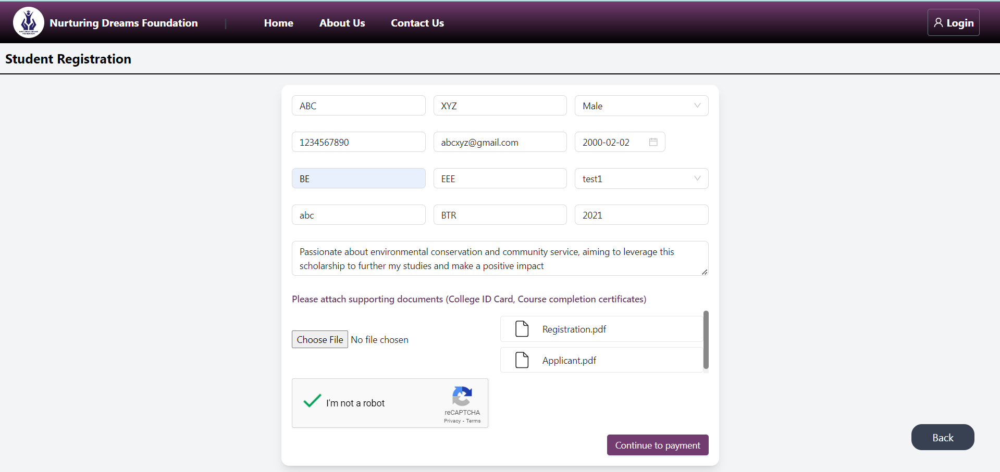 NURTURING DREAMS
FOUNDATION
Nurturing Dreams Foundation | Home About Us Contact Us Login
Student Registration
ABC XYZ Male
1234567890 abcxyz@gmail.com 2000-02-02
BE EEE test1
abc BTR 2021
Passionate about environmental conservation and community service, aiming to leverage this
scholarship to further my studies and make a positive impact
Please attach supporting documents (College ID Card, Course completion certificates)
Registration.pdf
Choose File No file chosen
Applicant.pdf
I'm not a robot
reCAPTCHA
Privacy - Terms
Back
Continue to payment